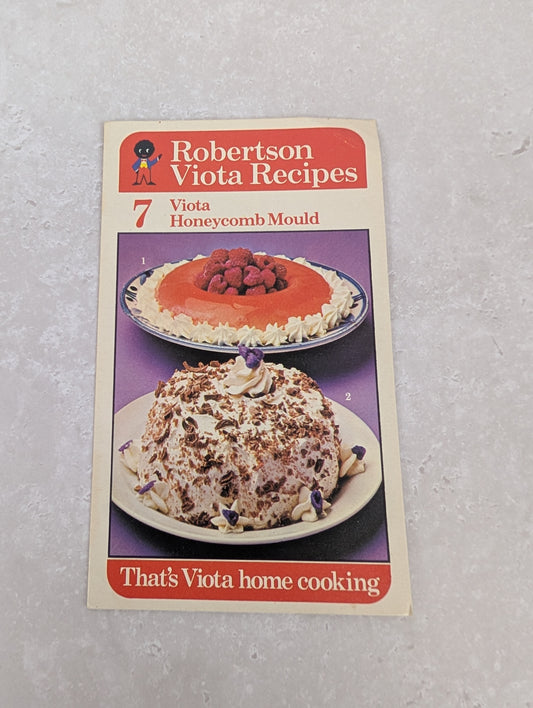 Robertson
Viota Recipes
7 Viota
Honeycomb Mould
1
2
That's Viota home cooking